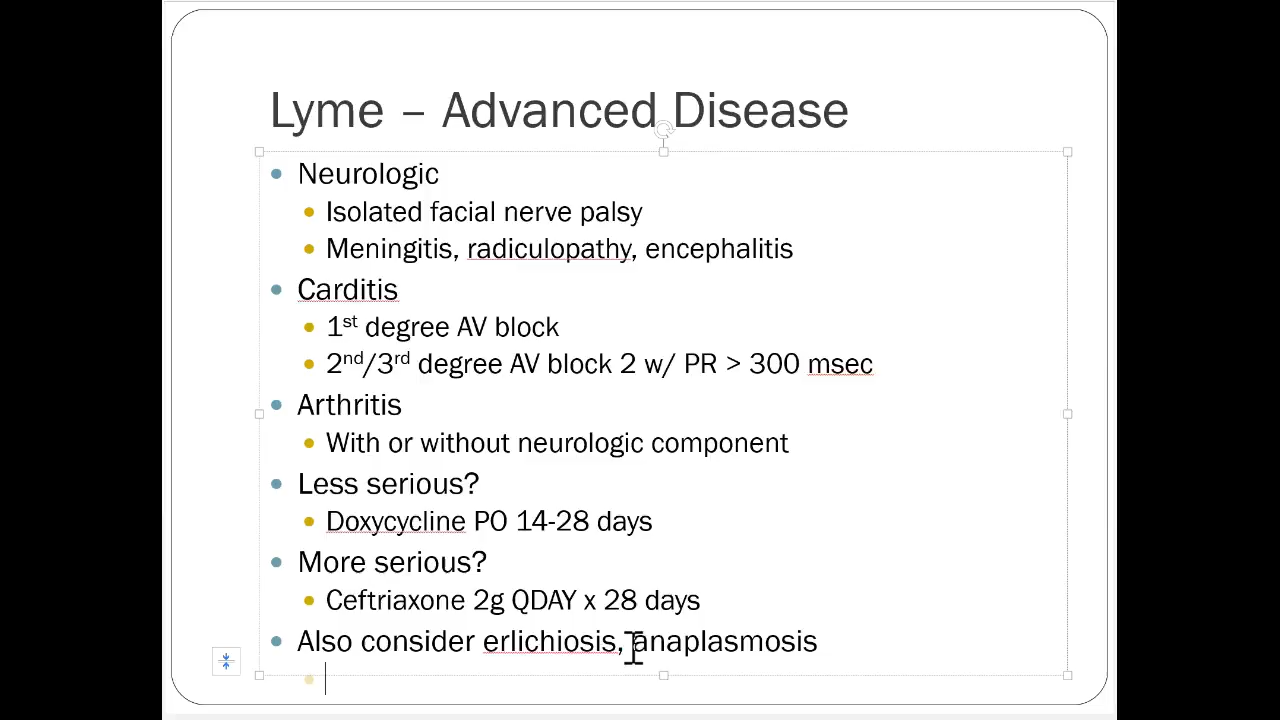 Lyme – Advanced Disease
Neurologic
Isolated facial nerve palsy
Meningitis, radiculopathy, encephalitis
Carditis
1st degree AV block
2nd/3rd degree AV block 2 w/ PR > 300 msec
Arthritis
With or without neurologic component
Less serious?
Doxycycline PO 14-28 days
More serious?
Ceftriaxone 2g QDAY x 28 days
Also consider erlichiosis, anaplasmosis